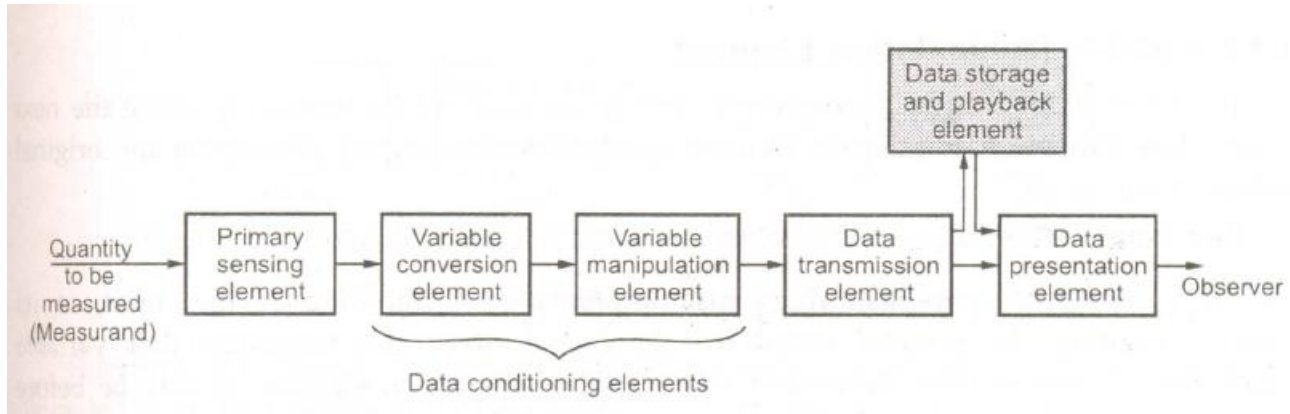 Data storage
and playback
element
Quantity
to be
measured
(Measurand)
Primary
sensing
element
Variable
conversion
element
Variable
manipulation
element
Data
transmission
element
Data
presentation
element
Observer
Data conditioning elements